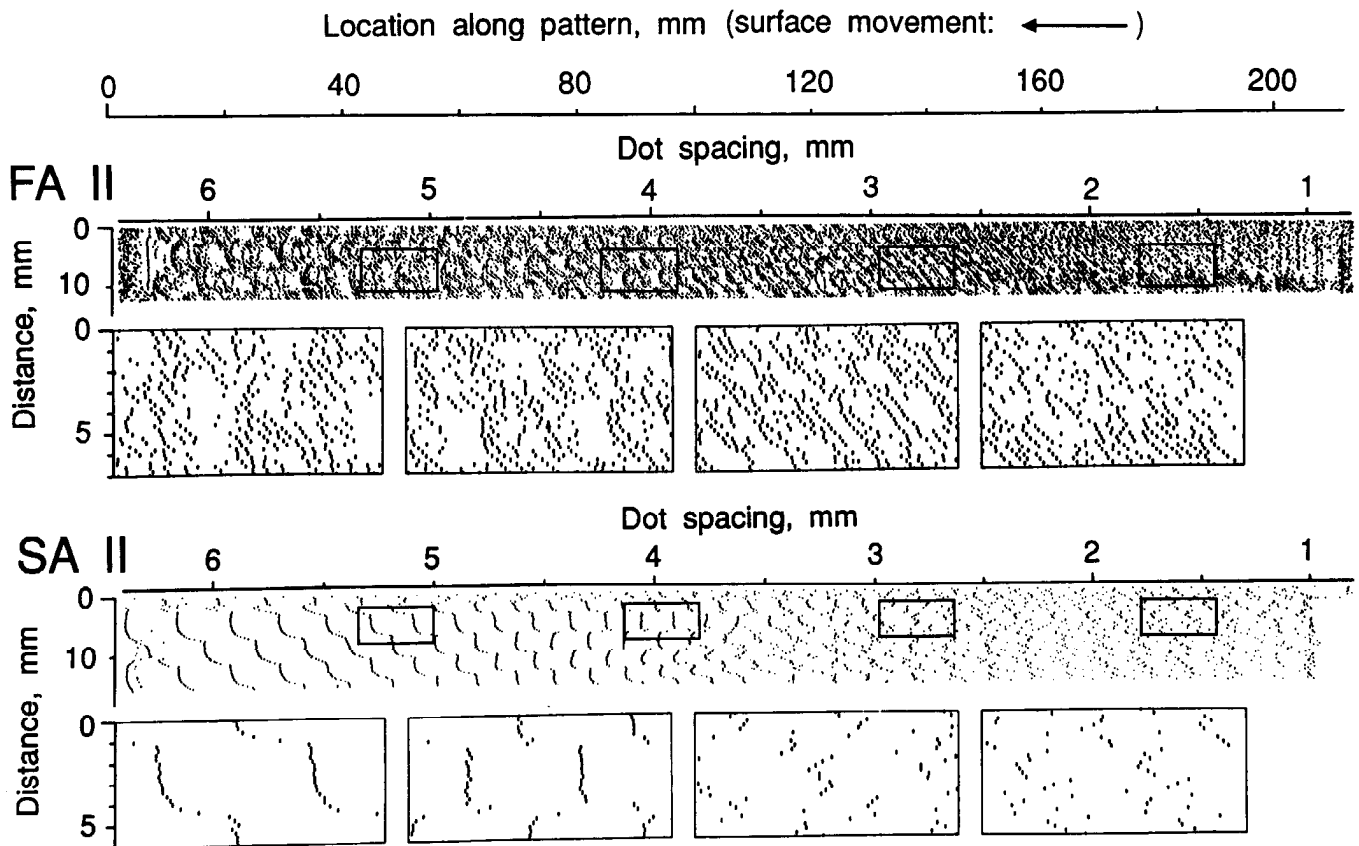 Location along pattern, mm (surface movement: ← )
0 40 80 120 160 200
Dot spacing, mm
FA II 6 5 4 3 2 1
0
10
Distance, mm
0
5
Dot spacing, mm
SA II 6 5 4 3 2 1
0
10
Distance, mm
0
5